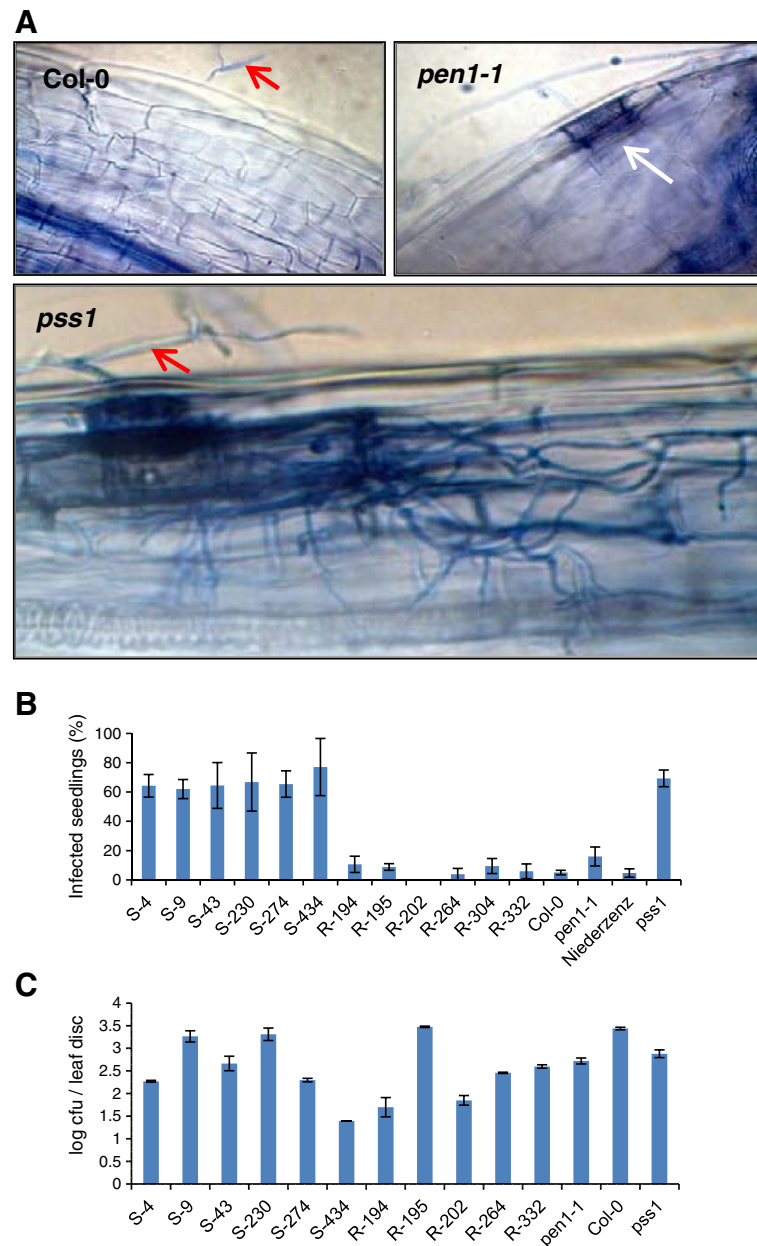 A
Col-0
pen1-1
pss1
B
Infected seedlings (%)
100
80
60
40
20
0
S-4
S-9
S-43
S-230
S-274
S-434
R-194
R-195
R-202
R-264
R-304
R-332
Col-0
pen1-1
Niederzenz
pss1
C
log cfu / leaf disc
4
3.5
3
2.5
2
1.5
1
0.5
0
S-4
S-9
S-43
S-230
S-274
S-434
R-194
R-195
R-202
R-264
R-332
pen1-1
Col-0
pss1